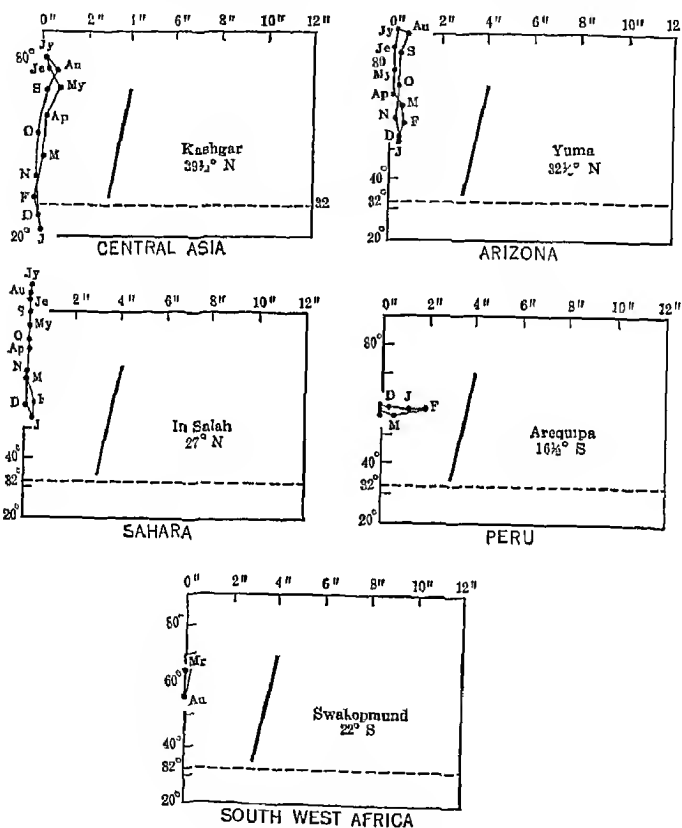 0" 2" 4" 6" 8" 10" 12"
Jy
80°
Je Au
S My
Ap
O
M
N
F
D
J
20°
32
Kashgar
39½° N
CENTRAL ASIA
0" 2" 4" 6" 8" 10" 12"
Jy Au
Je S
80
My
O
Ap
M
N F
D
J
40°
32°
20°
Yuma
32½° N
ARIZONA
Jy
Au
Je
S
My
O
Ap
N M
D F
J
2" 4" 6" 8" 10" 12"
40°
32°
20°
In Salah
27° N
SAHARA
0" 2" 4" 6" 8" 10" 12"
80°
D J F
M
40°
32°
20°
Arequipa
16½° S
PERU
0" 2" 4" 6" 8" 10" 12"
80°
Mr
60°
Au
40°
32°
20°
Swakopmund
22° S
SOUTH WEST AFRICA